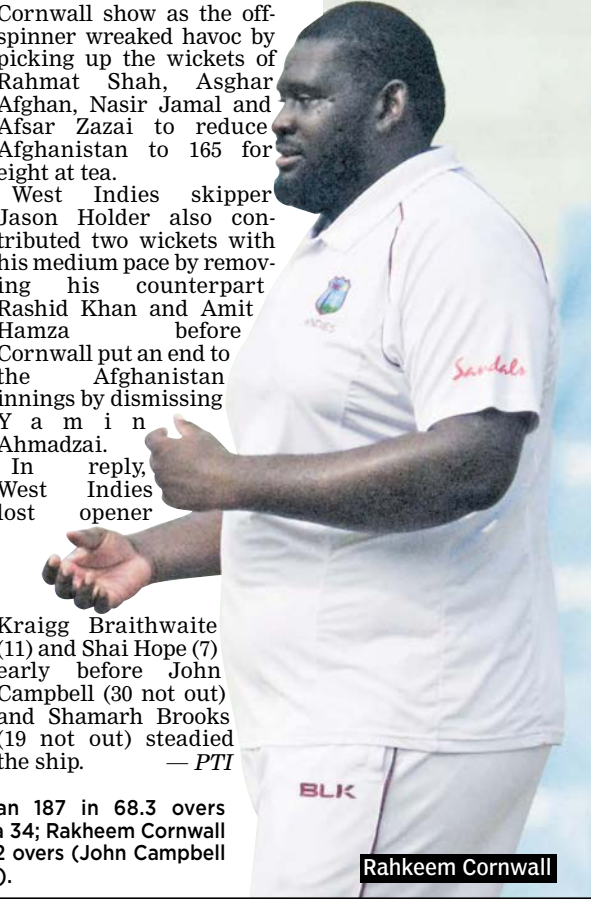 Cornwall show as the off-
spinner wreaked havoc by
picking up the wickets of
Rahmat Shah, Asghar
Afghan, Nasir Jamal and
Afsar Zazai to reduce
Afghanistan to 165 for
eight at tea.
West Indies skipper
Jason Holder also con-
tributed two wickets with
his medium pace by remov-
ing his counterpart
Rashid Khan and Amit
Hamza before
Cornwall put an end to
the Afghanistan
innings by dismissing
Y a m i n
Ahmadzai.
In reply,
West Indies
lost opener
Kraigg Braithwaite
(11) and Shai Hope (7)
early before John
Campbell (30 not out)
and Shamarh Brooks
(19 not out) steadied
the ship. — PTI
an 187 in 68.3 overs
a 34; Rakheem Cornwall
2 overs (John Campbell
).
INDIES
Sandals
BLK
Rahkeem Cornwall